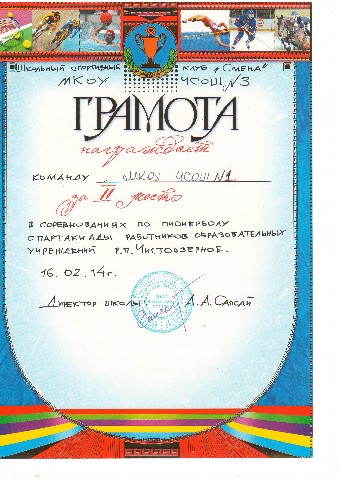 "Школьный спортивный клуб "Смена"
МКОУ ЧСОШ №3
ГРАМОТА
награждает
команду "МКОУ ЧСОШ №1"
за II место
в соревнованиях по пионерболу
спартакиады работников образовательных
учреждений р.п. Чистоозерное.
16.02.14г.
Директор школы: А.А. Сапсай